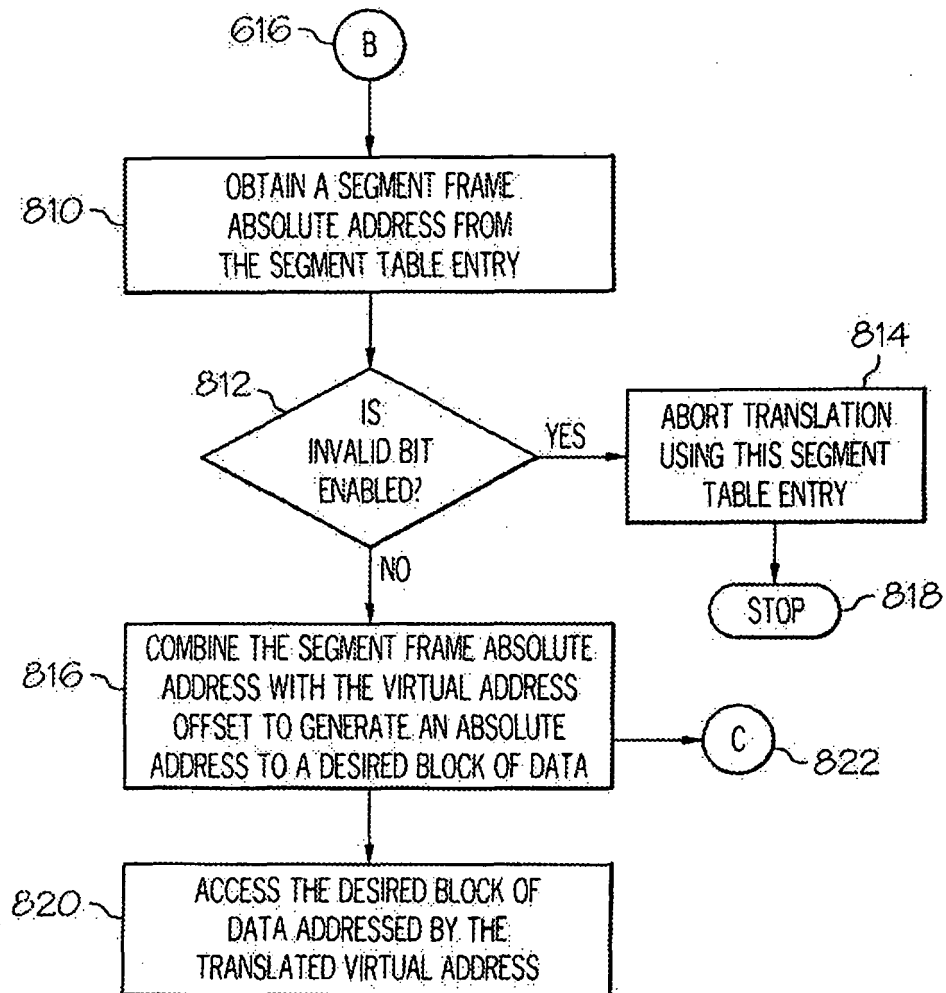 616
B
810
OBTAIN A SEGMENT FRAME
ABSOLUTE ADDRESS FROM
THE SEGMENT TABLE ENTRY
812
IS
INVALID BIT
ENABLED?
YES
814
ABORT TRANSLATION
USING THIS SEGMENT
TABLE ENTRY
NO
STOP
818
816
COMBINE THE SEGMENT FRAME ABSOLUTE
ADDRESS WITH THE VIRTUAL ADDRESS
OFFSET TO GENERATE AN ABSOLUTE
ADDRESS TO A DESIRED BLOCK OF DATA
C
822
820
ACCESS THE DESIRED BLOCK OF
DATA ADDRESSED BY THE
TRANSLATED VIRTUAL ADDRESS